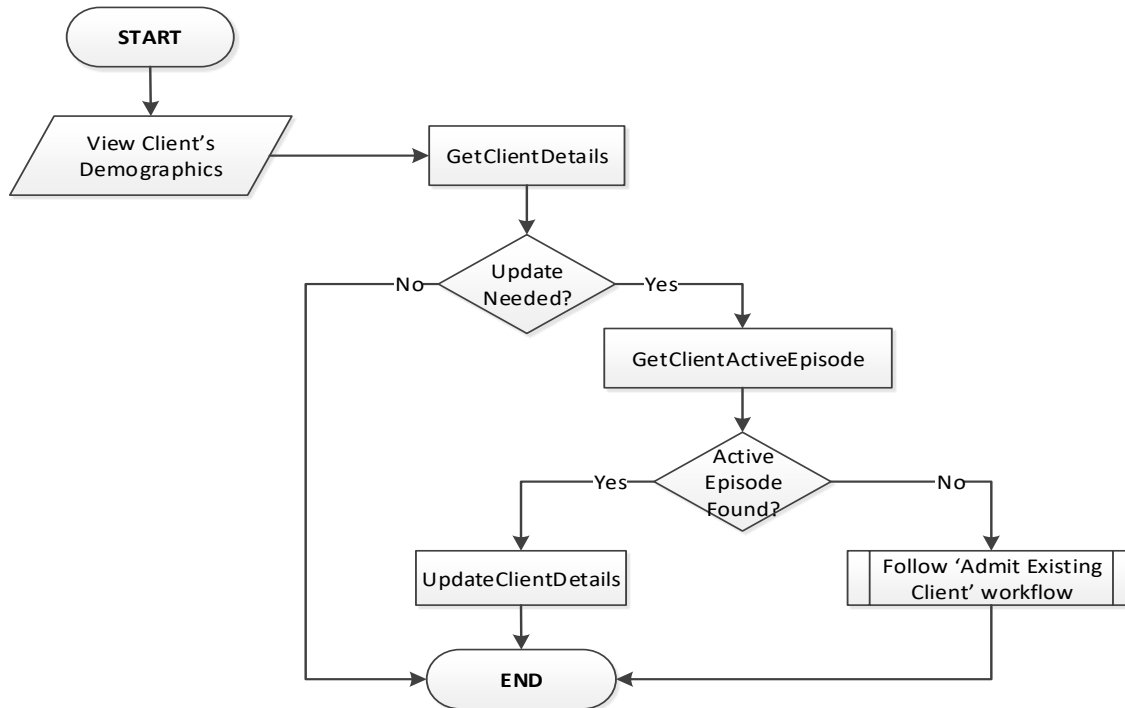 START
View Client’s
Demographics
GetClientDetails
Update
Needed?
No
Yes
GetClientActiveEpisode
Active
Episode
Found?
Yes
No
UpdateClientDetails
Follow ‘Admit Existing
Client’ workflow
END